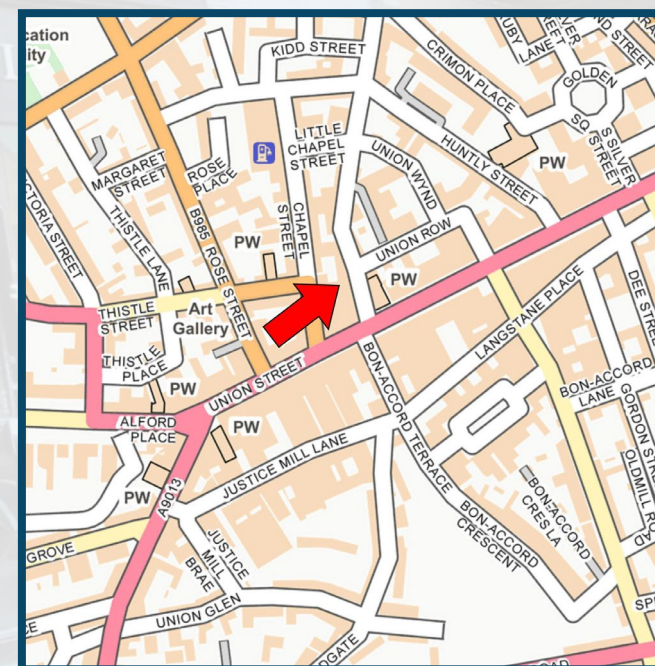 cation
ity
KIDD STREET
CRIMON PLACE
LANE
GOLDEN
SQ
S SILVER
STREET
LITTLE
CHAPEL
STREET
HUNTLY STREET
PW
MARGARET
STREET
ROSE
PLACE
UNION WYND
CTORIA STREET
THISTLE LANE
B985
ROSE STREET
CHAPEL
STREET
PW
UNION ROW
PW
LANGSTANE PLACE
DEE STREET
THISTLE
STREET
Art
Gallery
THISTLE
PLACE
PW
UNION STREET
BON-ACCORD TERRACE
BON-ACCORD
LANE
GORDON STREET
ALFORD
PLACE
PW
JUSTICE MILL LANE
PW
A9013
BON-ACCORD
CRESCENT
BON-ACCORD
CRES LA
OLDMILL ROAD
GROVE
JUSTICE
MILL
BRAE
UNION GLEN
DGATE